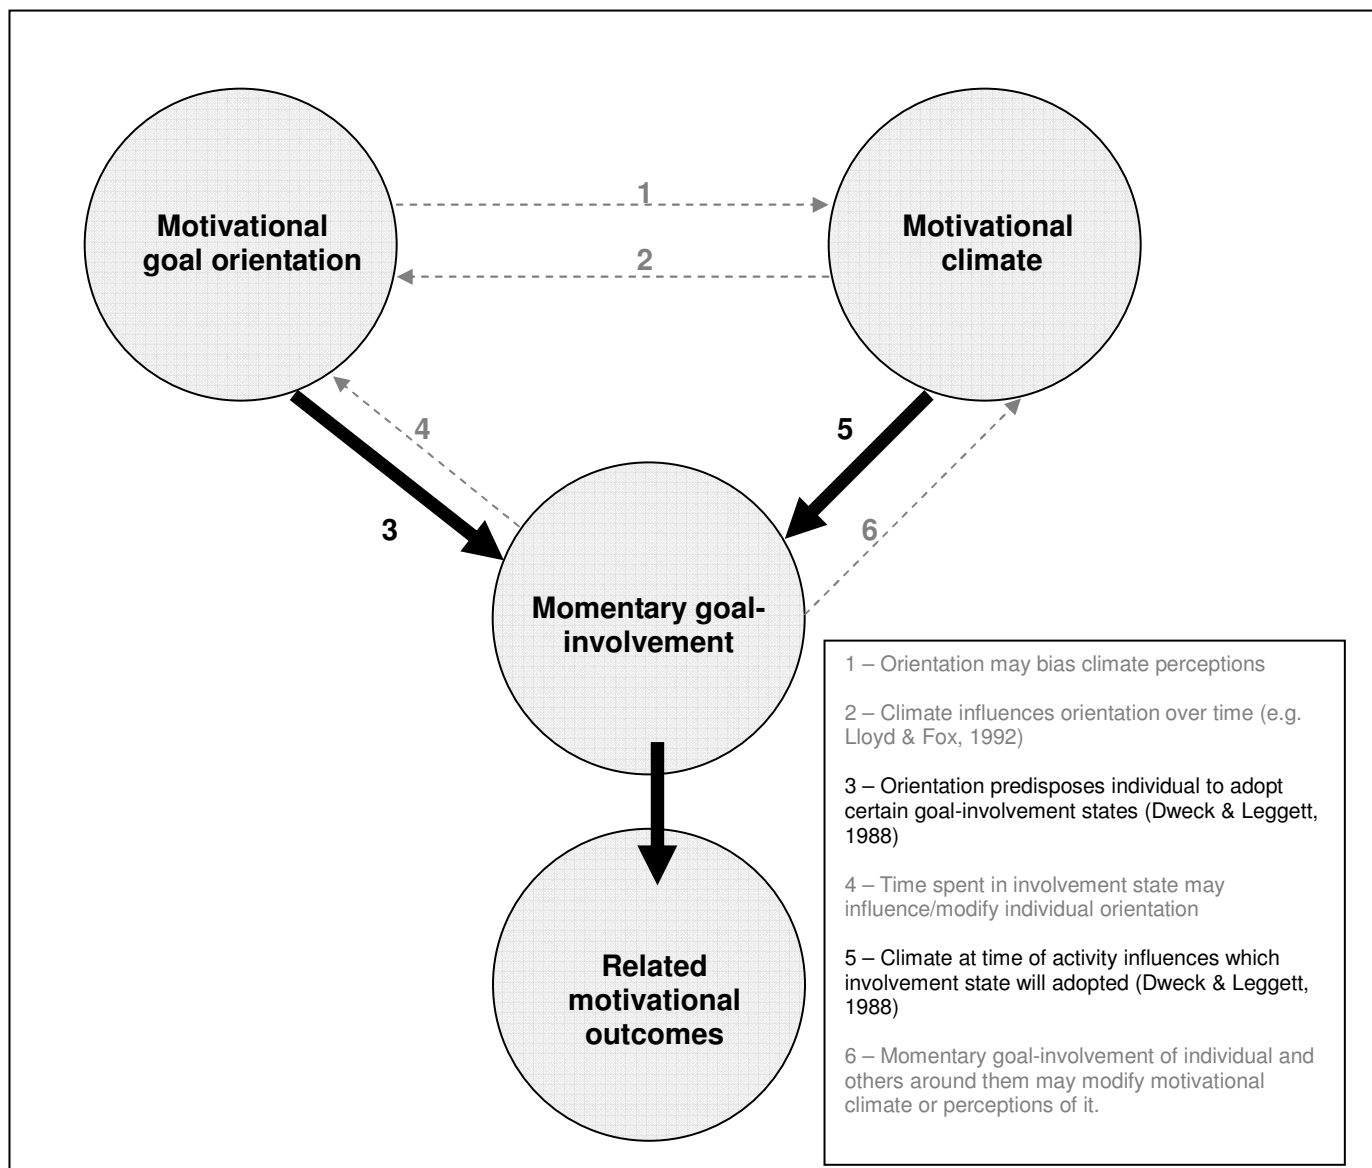 Motivational
goal orientation
1
Motivational
climate
2
4
3
5
6
Momentary goal-
involvement
Related
motivational
outcomes
1 – Orientation may bias climate perceptions
2 – Climate influences orientation over time (e.g.
Lloyd & Fox, 1992)
3 – Orientation predisposes individual to adopt
certain goal-involvement states (Dweck & Leggett,
1988)
4 – Time spent in involvement state may
influence/modify individual orientation
5 – Climate at time of activity influences which
involvement state will adopted (Dweck & Leggett,
1988)
6 – Momentary goal-involvement of individual and
others around them may modify motivational
climate or perceptions of it.